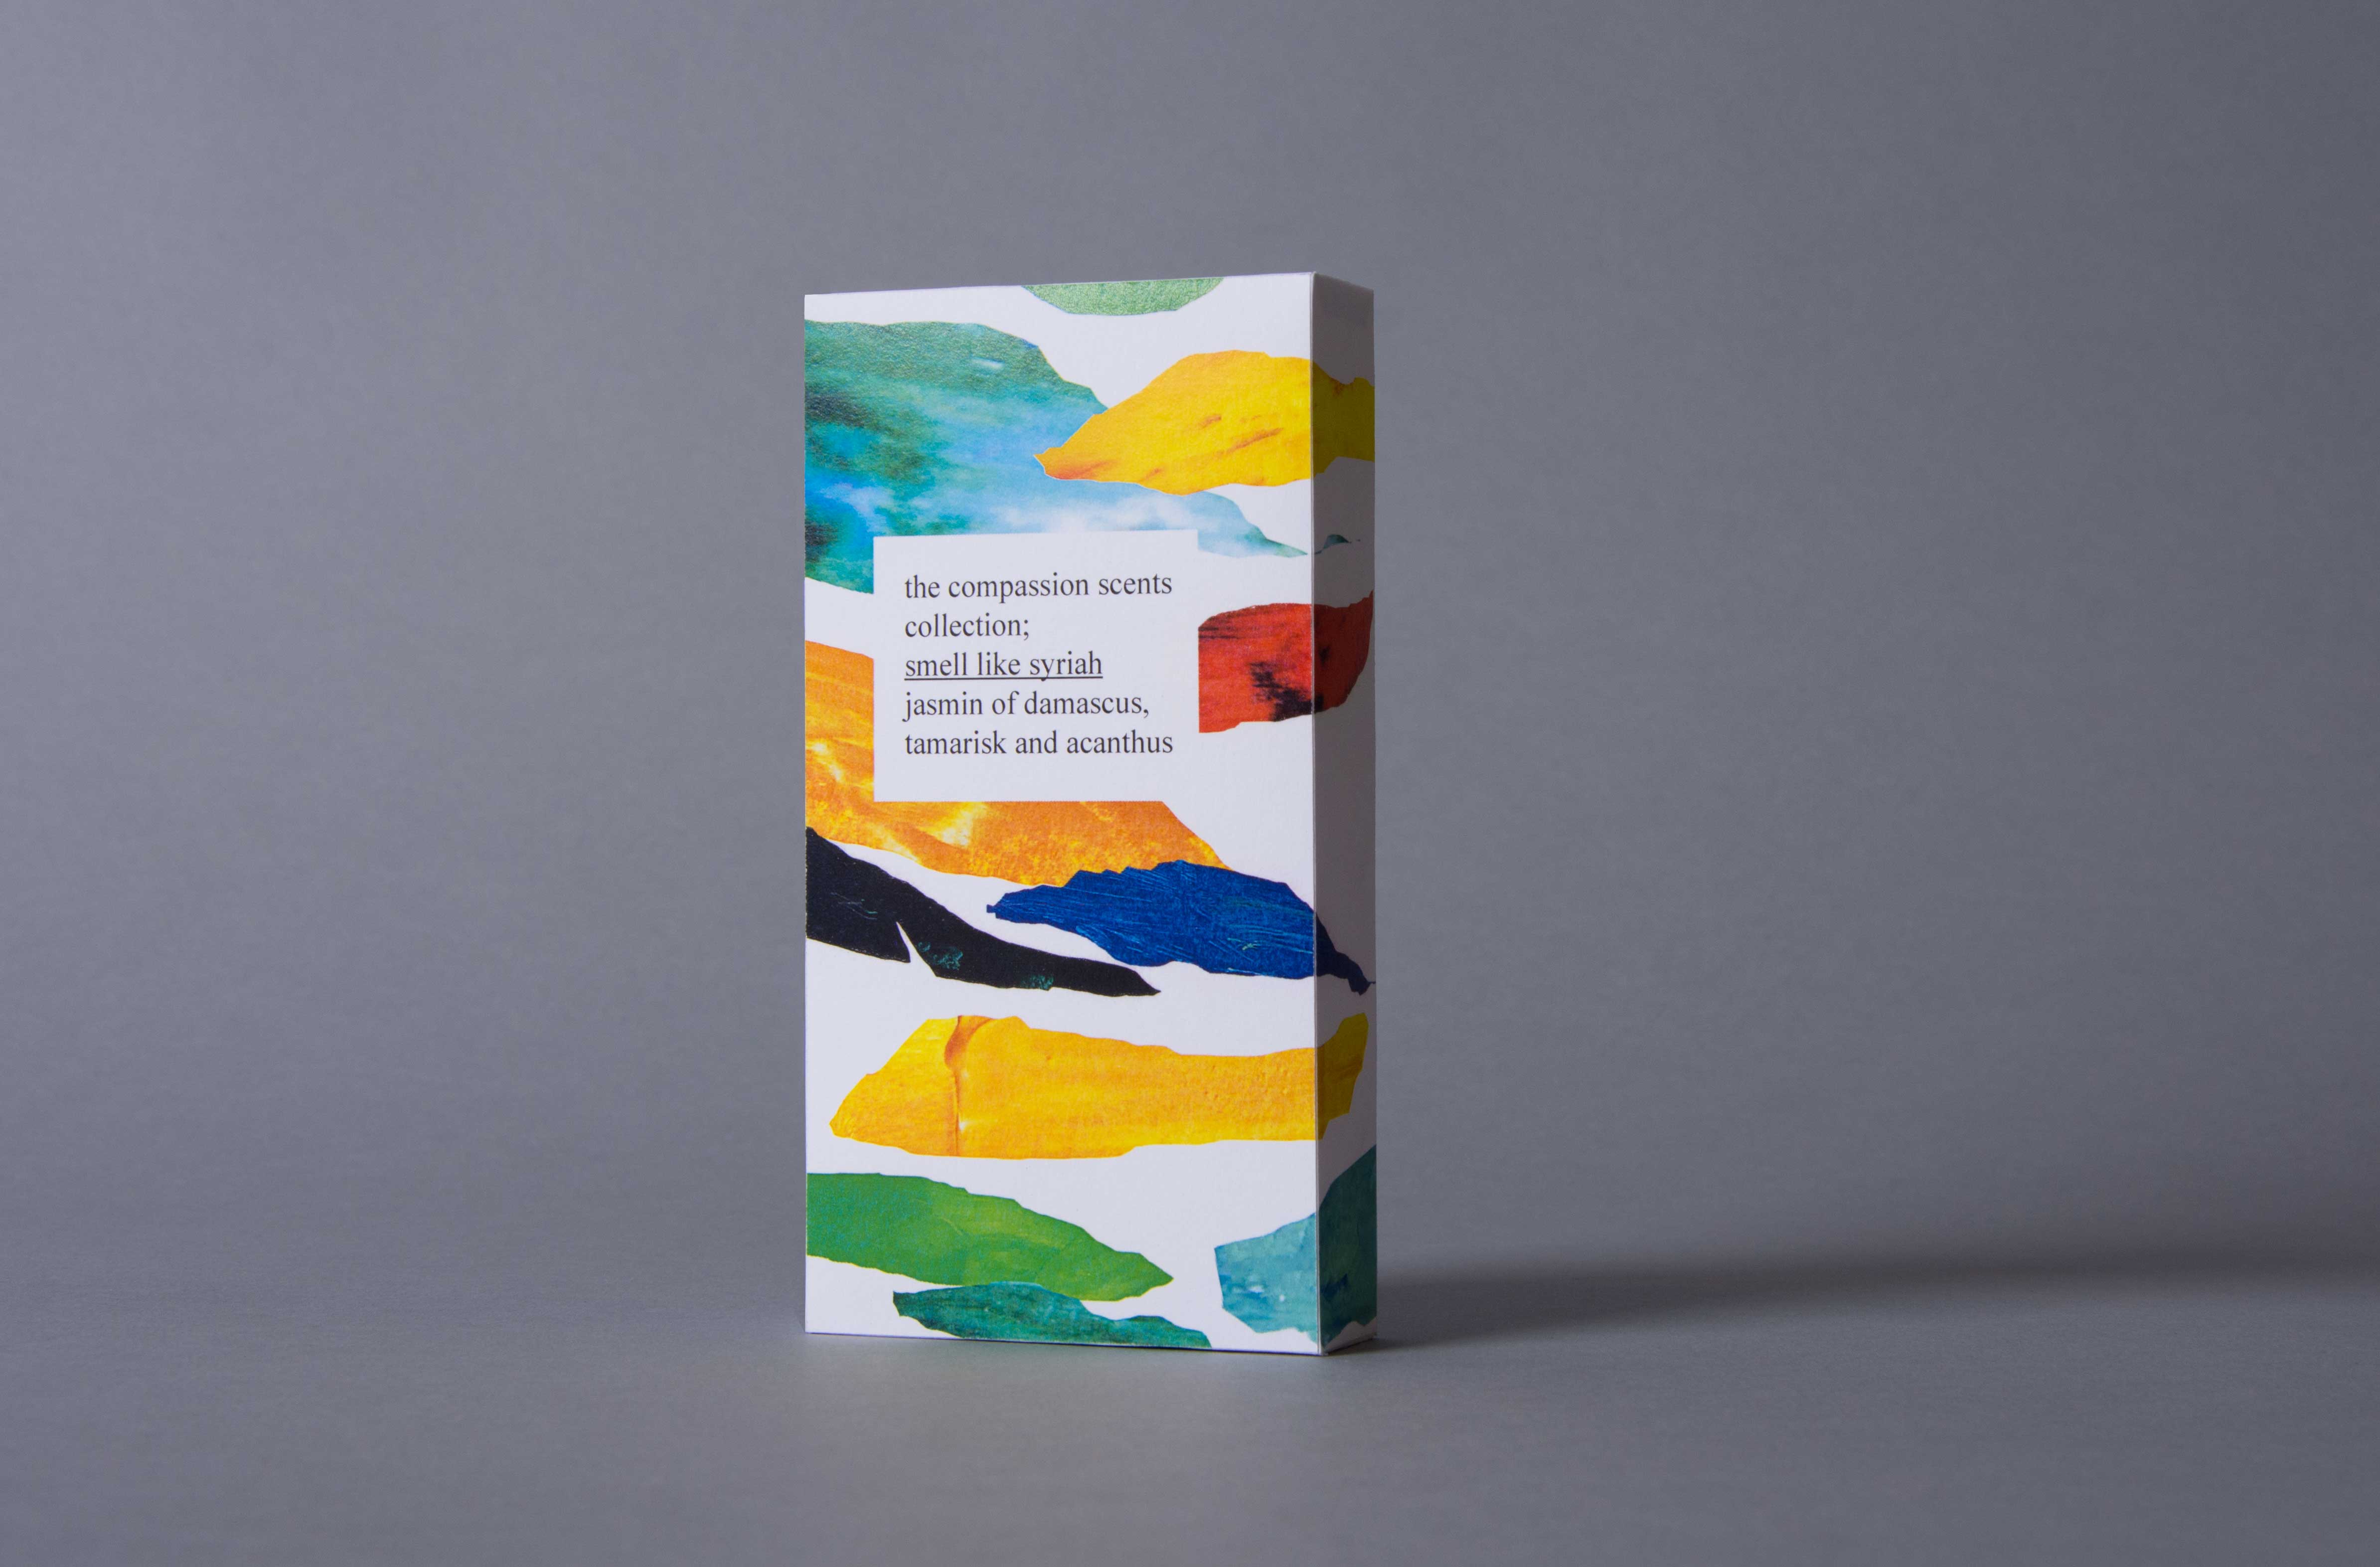 the compassion scents
collection;
smell like syriah
jasmin of damascus,
tamarisk and acanthus